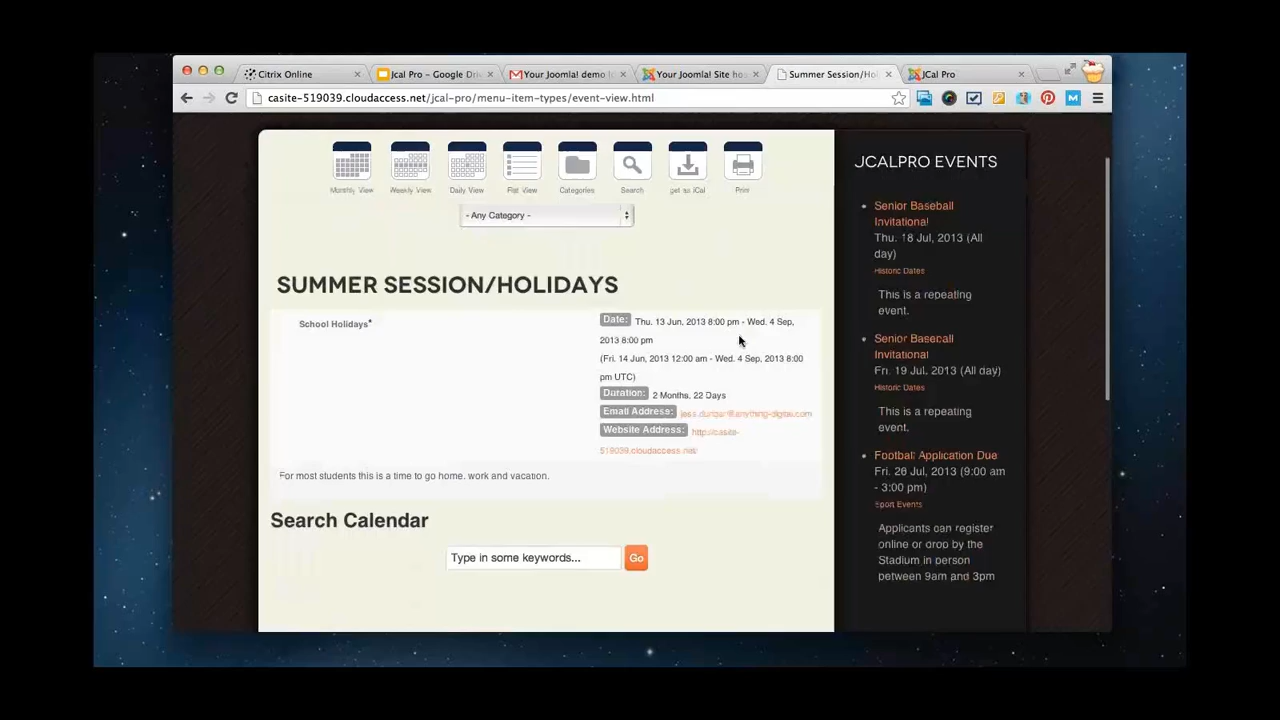 Citrix Online
Jcal Pro – Google Dri
Your Joomla! demo
Your Joomla! Site ho
Summer Session/Hol
JCal Pro
casite-519039.cloudaccess.net/jcal-pro/menu-item-types/event-view.html
Monthly View
Weekly View
Daily View
Flat View
Categories
Search
get as iCal
Print
- Any Category -
SUMMER SESSION/HOLIDAYS
School Holidays*
Date: Thu. 13 Jun, 2013 8:00 pm - Wed. 4 Sep,
2013 8:00 pm
(Fri. 14 Jun, 2013 12:00 am - Wed. 4 Sep, 2013 8:00
pm UTC)
Duration: 2 Months, 22 Days
Email Address:
Website Address: http://casite-
519039.cloudaccess.net/
For most students this is a time to go home, work and vacation.
Search Calendar
Type in some keywords...
Go
JCALPRO EVENTS
Senior Baseball
Invitational
Thu. 18 Jul, 2013 (All
day)
Historic Dates
This is a repeating
event.
Senior Baseball
Invitational
Fri. 19 Jul, 2013 (All day)
Historic Dates
This is a repeating
event.
Football Application Due
Fri. 26 Jul, 2013 (9:00 am
- 3:00 pm)
Sport Events
Applicants can register
online or drop by the
Stadium in person
between 9am and 3pm